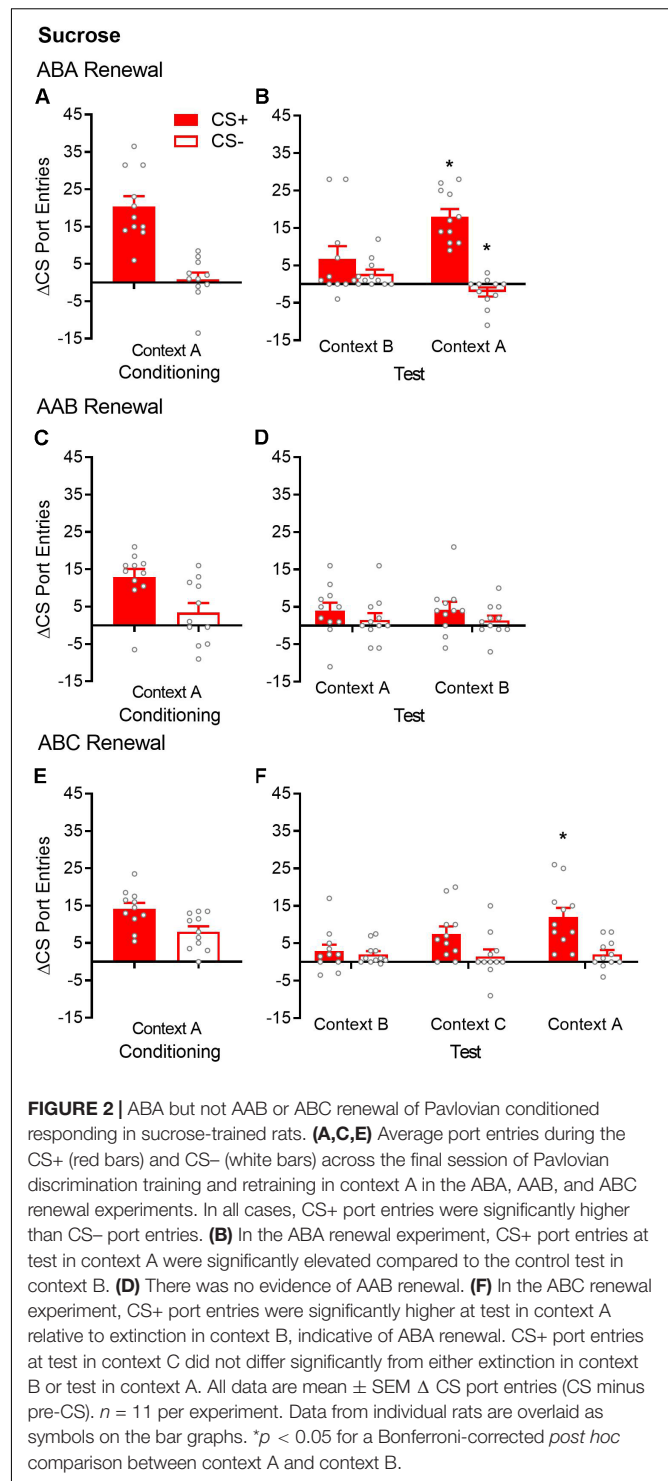 Sucrose
ABA Renewal
A
B
ΔCS Port Entries
45
35
25
15
5
-5
-15
Context A
Conditioning
CS+
CS-
45
35
25
15
5
-5
-15
*
*
Context B
Context A
Test
AAB Renewal
C
D
ΔCS Port Entries
45
35
25
15
5
-5
-15
Context A
Conditioning
45
35
25
15
5
-5
-15
Context A
Context B
Test
ABC Renewal
E
F
ΔCS Port Entries
45
35
25
15
5
-5
-15
Context A
Conditioning
45
35
25
15
5
-5
-15
*
Context B
Context C
Context A
Test
FIGURE 2 | ABA but not AAB or ABC renewal of Pavlovian conditioned
responding in sucrose-trained rats. (A,C,E) Average port entries during the
CS+ (red bars) and CS– (white bars) across the final session of Pavlovian
discrimination training and retraining in context A in the ABA, AAB, and ABC
renewal experiments. In all cases, CS+ port entries were significantly higher
than CS– port entries. (B) In the ABA renewal experiment, CS+ port entries at
test in context A were significantly elevated compared to the control test in
context B. (D) There was no evidence of AAB renewal. (F) In the ABC renewal
experiment, CS+ port entries were significantly higher at test in context A
relative to extinction in context B, indicative of ABA renewal. CS+ port entries
at test in context C did not differ significantly from either extinction in context
B or test in context A. All data are mean ± SEM Δ CS port entries (CS minus
pre-CS). n = 11 per experiment. Data from individual rats are overlaid as
symbols on the bar graphs. *p < 0.05 for a Bonferroni-corrected post hoc
comparison between context A and context B.